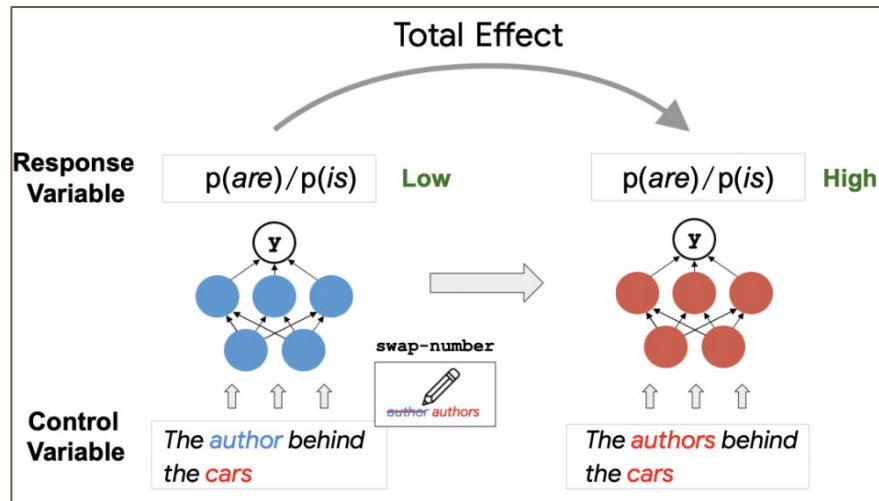 Total Effect
Response
Variable
p(are)/p(is)
Low
p(are)/p(is)
High
y
y
swap-number
author authors
Control
Variable
The author behind
the cars
The authors behind
the cars